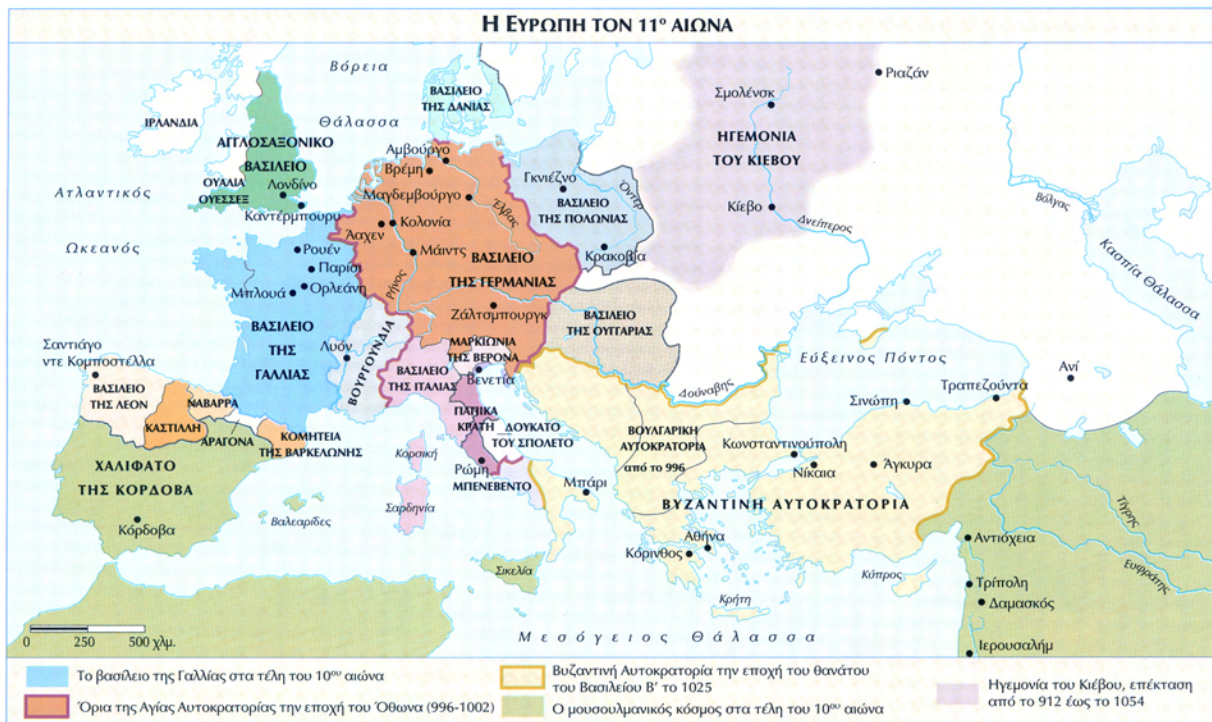 Η ΕΥΡΩΠΗ ΤΟΝ 11ο ΑΙΩΝΑ
Βόρεια
Θάλασσα
Ατλαντικός
Ωκεανός
ΙΡΛΑΝΔΙΑ
ΑΓΓΛΟΣΑΞΟΝΙΚΟ
ΒΑΣΙΛΕΙΟ
ΟΥΑΛΙΑ
ΟΥΕΣΣΕΞ
Λονδίνο
Καντέρμπουρυ
ΒΑΣΙΛΕΙΟ
ΤΗΣ ΔΑΝΙΑΣ
Αμβούργο
Βρέμη
Μαγδεμβούργο
Έλβας
Άαχεν
Κολονία
Μάιντς
Ρήνος
ΒΑΣΙΛΕΙΟ
ΤΗΣ ΓΕΡΜΑΝΙΑΣ
Ζάλτσμπουργκ
Γκνιέζνο
Όντερ
ΒΑΣΙΛΕΙΟ
ΤΗΣ ΠΟΛΩΝΙΑΣ
Κρακοβία
Ριαζάν
Σμολένσκ
ΗΓΕΜΟΝΙΑ
ΤΟΥ ΚΙΕΒΟΥ
Κίεβο
Δνείπερος
Βόλγας
Κασπία Θάλασσα
Ρουέν
Παρίσι
Ορλεάνη
Μπλουά
ΒΑΣΙΛΕΙΟ
ΤΗΣ
ΓΑΛΛΙΑΣ
Λυόν
ΒΟΥΡΓΟΥΝΔΙΑ
ΜΑΡΚΙΩΝΙΑ
ΤΗΣ ΒΕΡΟΝΑ
ΒΑΣΙΛΕΙΟ
ΤΗΣ ΙΤΑΛΙΑΣ
Βενετία
ΠΑΠΙΚΑ
ΚΡΑΤΗ
ΔΟΥΚΑΤΟ
ΤΟΥ ΣΠΟΛΕΤΟ
Ρώμη
ΜΠΕΝΕΒΕΝΤΟ
Μπάρι
Κορσική
Σαρδηνία
Σικελία
ΒΑΣΙΛΕΙΟ
ΤΗΣ ΟΥΓΓΑΡΙΑΣ
Δούναβης
Σαντιάγο
ντε Κομποστέλλα
ΒΑΣΙΛΕΙΟ
ΤΗΣ ΛΕΟΝ
ΚΑΣΤΙΛΛΗ
ΝΑΒΑΡΡΑ
ΑΡΑΓΟΝΑ
ΚΟΜΗΤΕΙΑ
ΤΗΣ ΒΑΡΚΕΛΩΝΗΣ
ΧΑΛΙΦΑΤΟ
ΤΗΣ ΚΟΡΔΟΒΑ
Κόρδοβα
Βαλεαρίδες
ΒΟΥΛΓΑΡΙΚΗ
ΑΥΤΟΚΡΑΤΟΡΙΑ
από το 996
ΒΥΖΑΝΤΙΝΗ ΑΥΤΟΚΡΑΤΟΡΙΑ
Κωνσταντινούπολη
Νίκαια
Άγκυρα
Εύξεινος Πόντος
Σινώπη
Τραπεζούντα
Ανί
Αθήνα
Κόρινθος
Κρήτη
Κύπρος
Τίγρης
Ευφράτης
Αντιόχεια
Τρίπολη
Δαμασκός
Ιερουσαλήμ
Μεσόγειος Θάλασσα
0 250 500 χλμ.
Το βασίλειο της Γαλλίας στα τέλη του 10ου αιώνα
Όρια της Αγίας Αυτοκρατορίας την εποχή του Όθωνα (996-1002)
Βυζαντινή Αυτοκρατορία την εποχή του θανάτου
του Βασιλείου Β' το 1025
Ο μουσουλμανικός κόσμος στα τέλη του 10ου αιώνα
Ηγεμονία του Κιέβου, επέκταση
από το 912 έως το 1054